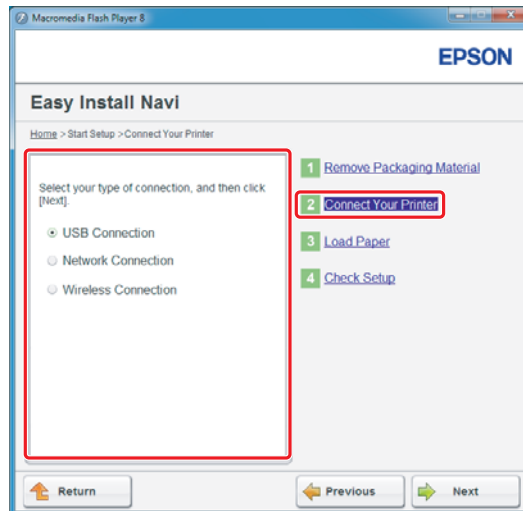 Macromedia Flash Player 8
EPSON
Easy Install Navi
Home > Start Setup >Connect Your Printer
Select your type of connection, and then click
[Next].
USB Connection
Network Connection
Wireless Connection
1 Remove Packaging Material
2 Connect Your Printer
3 Load Paper
4 Check Setup
Return
Previous
Next